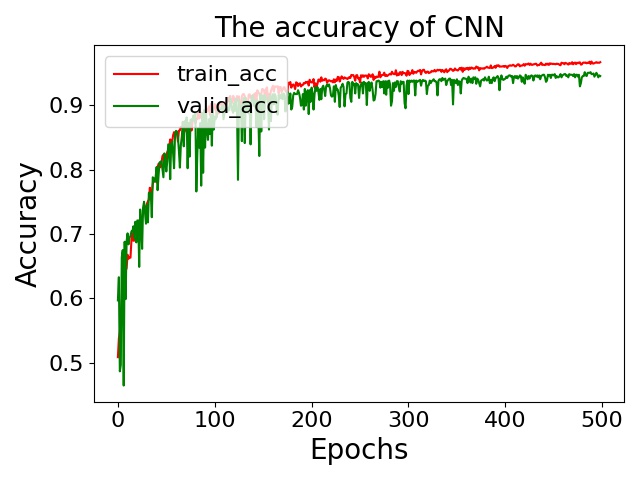 The accuracy of CNN
train_acc
valid_acc
Accuracy
0.9
0.8
0.7
0.6
0.5
0 100 200 300 400 500
Epochs